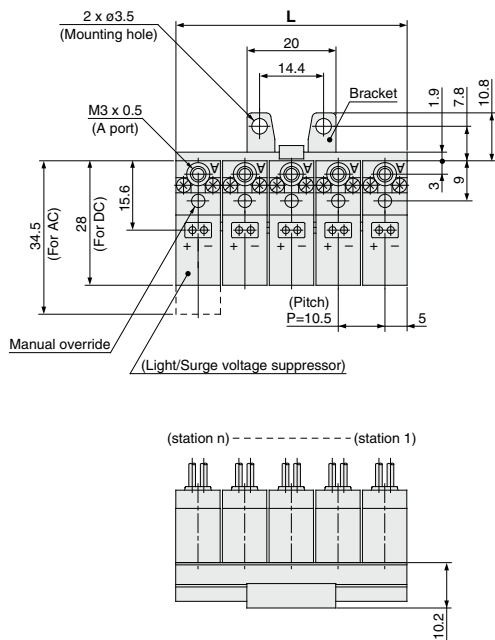 2 x ø3.5
(Mounting hole)
L
20
14.4
Bracket
1.9
7.8
10.8
M3 x 0.5
(A port)
A A A A A
3
9
34.5
(For AC)
28
(For DC)
15.6
+ − + − + − + − + −
(Pitch)
P=10.5
5
Manual override
(Light/Surge voltage suppressor)
(station n) (station 1)
10.2